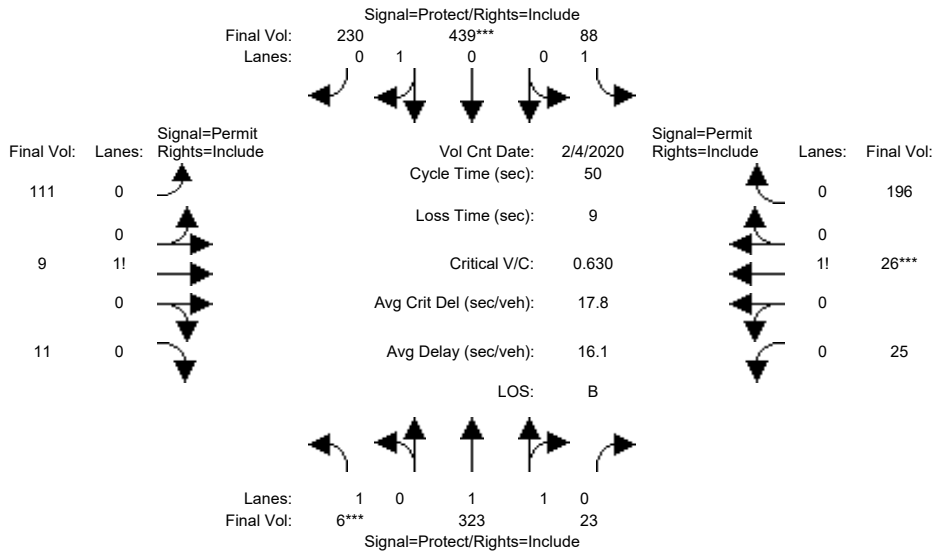 Signal=Protect/Rights=Include
Final Vol: 230 439*** 88
Lanes: 0 1 0 0 1
Signal=Permit
Final Vol: Lanes: Rights=Include
Vol Cnt Date: 2/4/2020
Signal=Permit
Rights=Include Lanes: Final Vol:
Cycle Time (sec): 50
111 0
0 196
Loss Time (sec): 9
0
0
9 1!
Critical V/C: 0.630
1! 26***
0
Avg Crit Del (sec/veh): 17.8
0
11 0
Avg Delay (sec/veh): 16.1
0 25
LOS: B
Lanes: 1 0 1 1 0
Final Vol: 6*** 323 23
Signal=Protect/Rights=Include